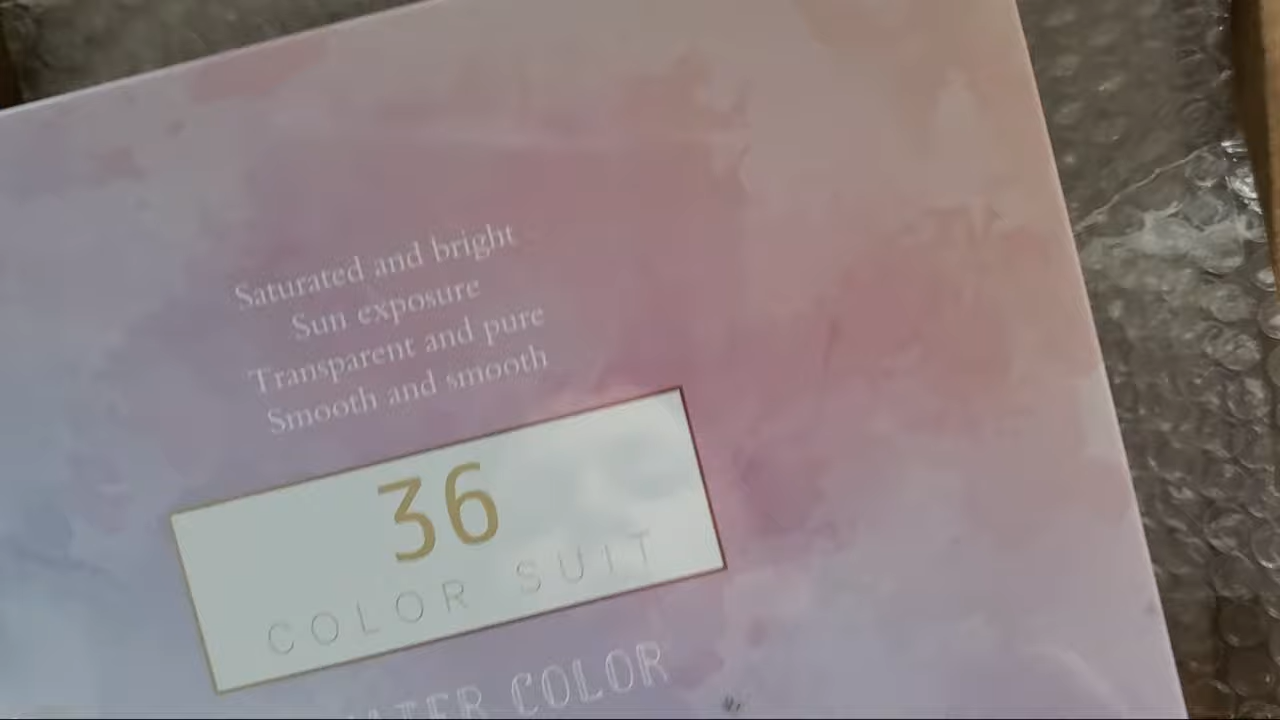 Saturated and bright
Sun exposure
Transparent and pure
Smooth and smooth
36
COLOR SUIT
COLOR